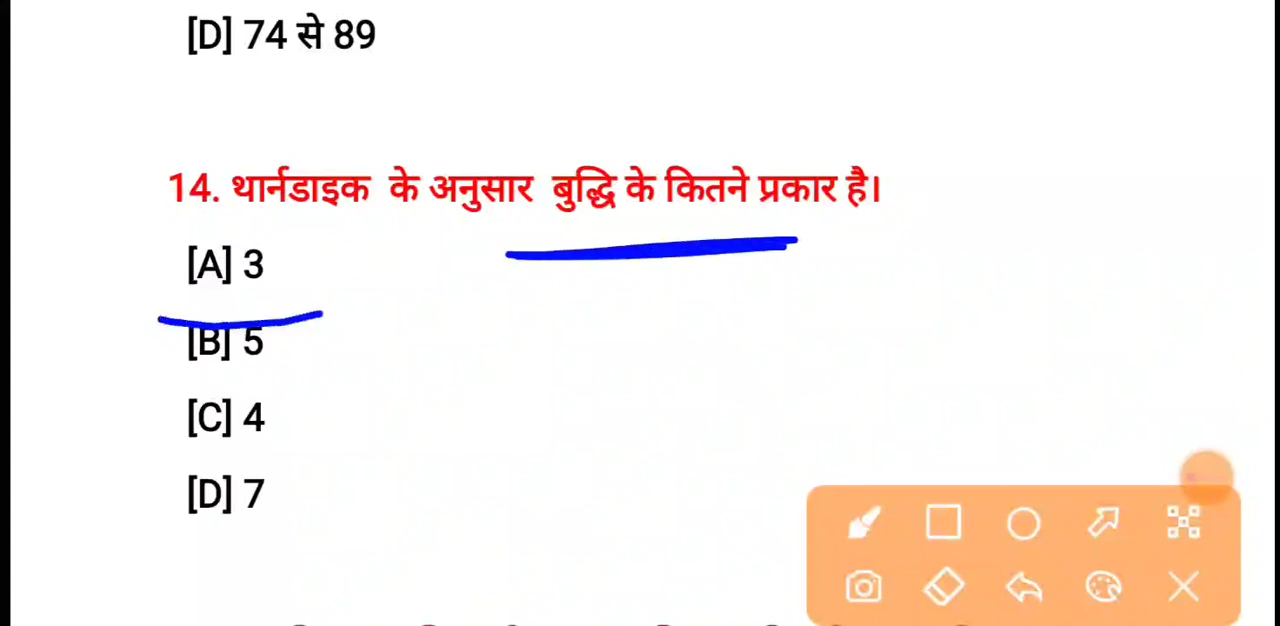 [D] 74 से 89
14. थार्नडाइक के अनुसार बुद्धि के कितने प्रकार है।
[A] 3
[B] 5
[C] 4
[D] 7